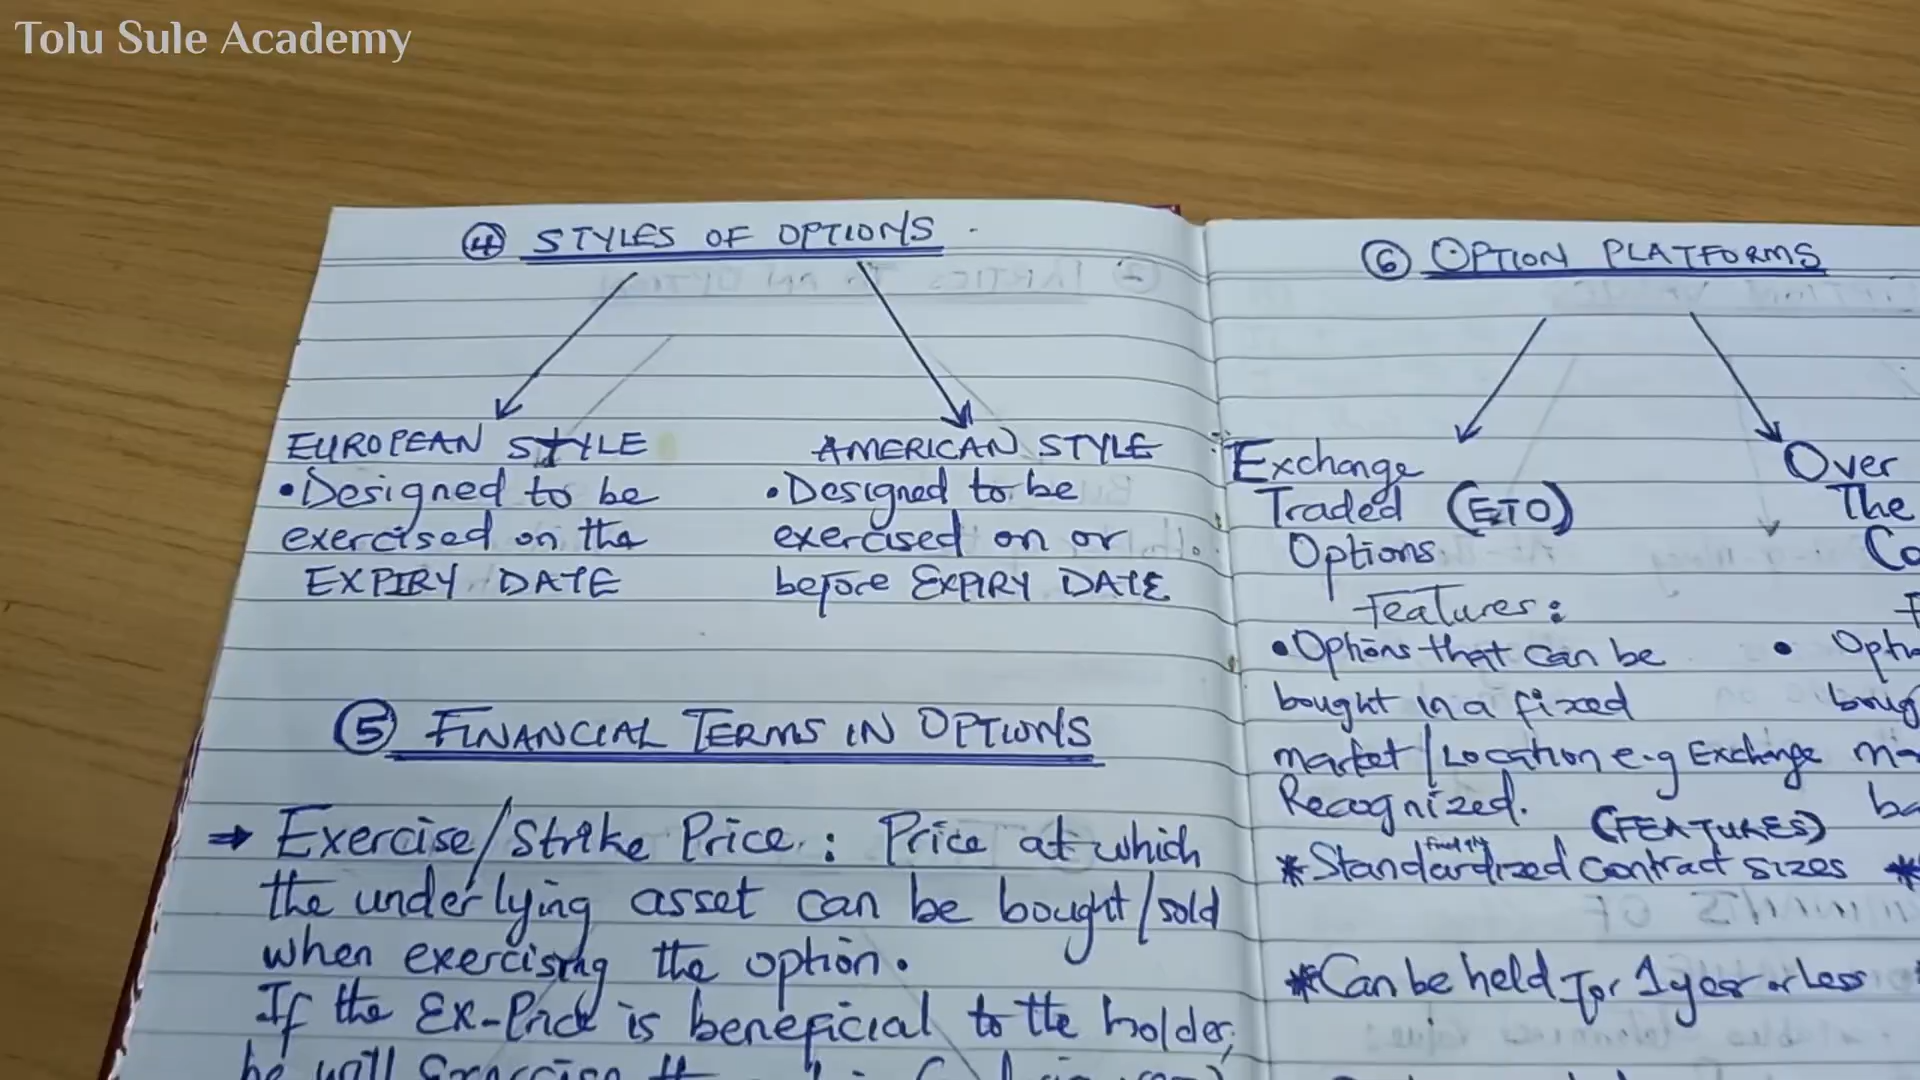 Tolu Sule Academy
④ STYLES OF OPTIONS
EUROPEAN STYLE
• Designed to be
exercised on the
EXPIRY DATE
AMERICAN STYLE
• Designed to be
exercised on or
before EXPIRY DATE
⑤ FINANCIAL TERMS IN OPTIONS
→ Exercise/Strike Price : Price at which
the underlying asset can be bought/sold
when exercising the option.
If the Ex-Price is beneficial to the holder,
he will
⑥ OPTION PLATFORMS
Exchange
Traded (ETO)
Options
Features:
• Options that can be
bought in a fixed
market/Location e.g Exchange
Recognized.
(FEATURES)
* Standardized contract sizes
* Can be held for 1 year or Less
Over
The
Co
•